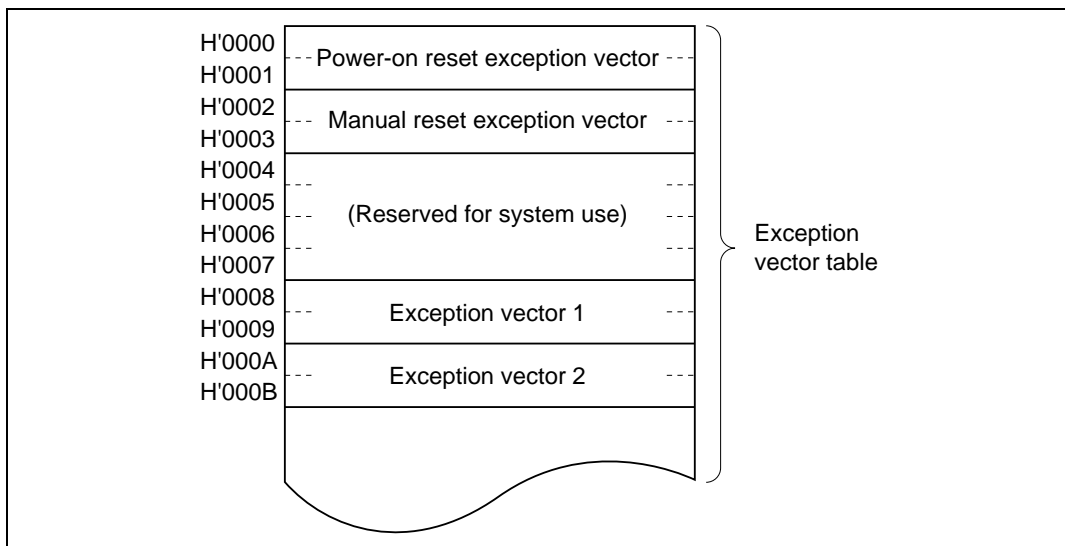 H'0000
Power-on reset exception vector
H'0001
H'0002
Manual reset exception vector
H'0003
H'0004
H'0005
(Reserved for system use)
H'0006
H'0007
Exception
vector table
H'0008
Exception vector 1
H'0009
H'000A
Exception vector 2
H'000B